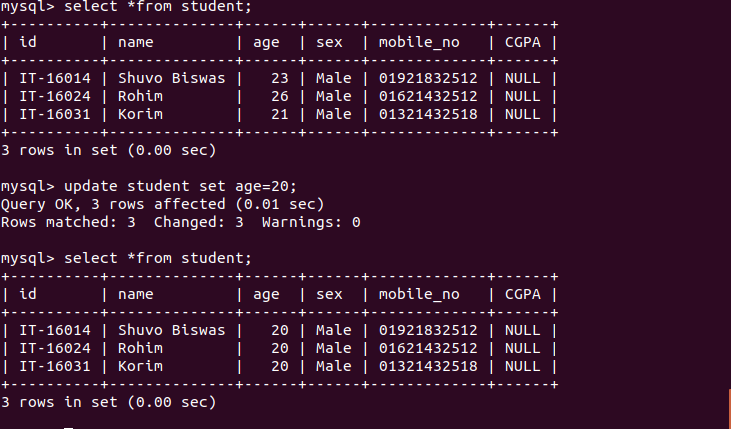 mysql> select *from student;
+----------+--------------+------+------+-------------+------+
| id       | name         | age  | sex  | mobile_no   | CGPA |
+----------+--------------+------+------+-------------+------+
| IT-16014 | Shuvo Biswas |   23 | Male | 01921832512 | NULL |
| IT-16024 | Rohim        |   26 | Male | 01621432512 | NULL |
| IT-16031 | Korim        |   21 | Male | 01321432518 | NULL |
+----------+--------------+------+------+-------------+------+
3 rows in set (0.00 sec)

mysql> update student set age=20;
Query OK, 3 rows affected (0.01 sec)
Rows matched: 3  Changed: 3  Warnings: 0

mysql> select *from student;
+----------+--------------+------+------+-------------+------+
| id       | name         | age  | sex  | mobile_no   | CGPA |
+----------+--------------+------+------+-------------+------+
| IT-16014 | Shuvo Biswas |   20 | Male | 01921832512 | NULL |
| IT-16024 | Rohim        |   20 | Male | 01621432512 | NULL |
| IT-16031 | Korim        |   20 | Male | 01321432518 | NULL |
+----------+--------------+------+------+-------------+------+
3 rows in set (0.00 sec)